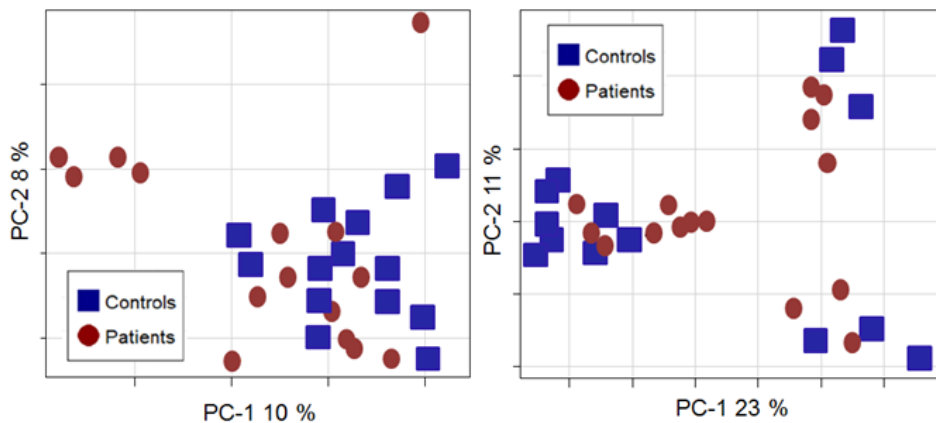 PC-2 8 %
Controls
Patients
PC-1 10 %
PC-2 11 %
Controls
Patients
PC-1 23 %